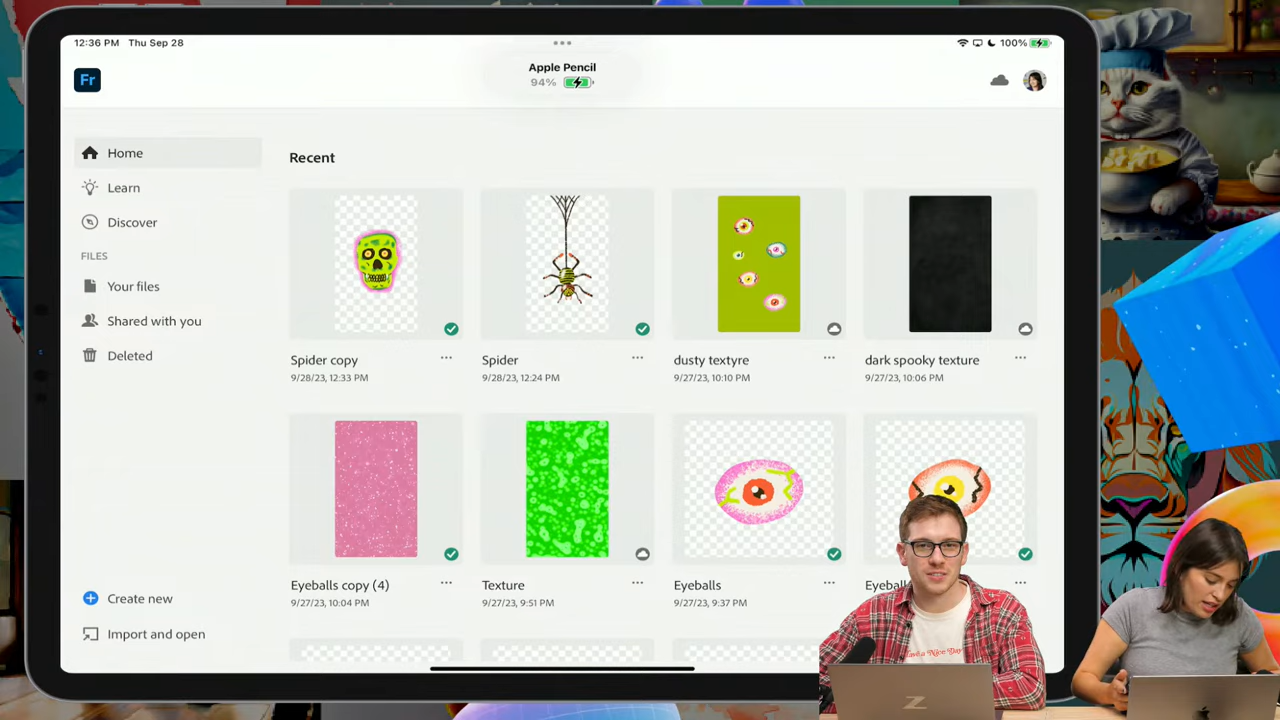 12:36 PM Thu Sep 28
100%
Apple Pencil
94%
Fr
Home
Learn
Discover
FILES
Your files
Shared with you
Deleted
Create new
Import and open
Recent
Spider copy
9/28/23, 12:33 PM
Spider
9/28/23, 12:24 PM
dusty textyre
9/27/23, 10:10 PM
dark spooky texture
9/27/23, 10:06 PM
Eyeballs copy (4)
9/27/23, 10:04 PM
Texture
9/27/23, 9:51 PM
Eyeballs
9/27/23, 9:37 PM
a Nice Day
Z